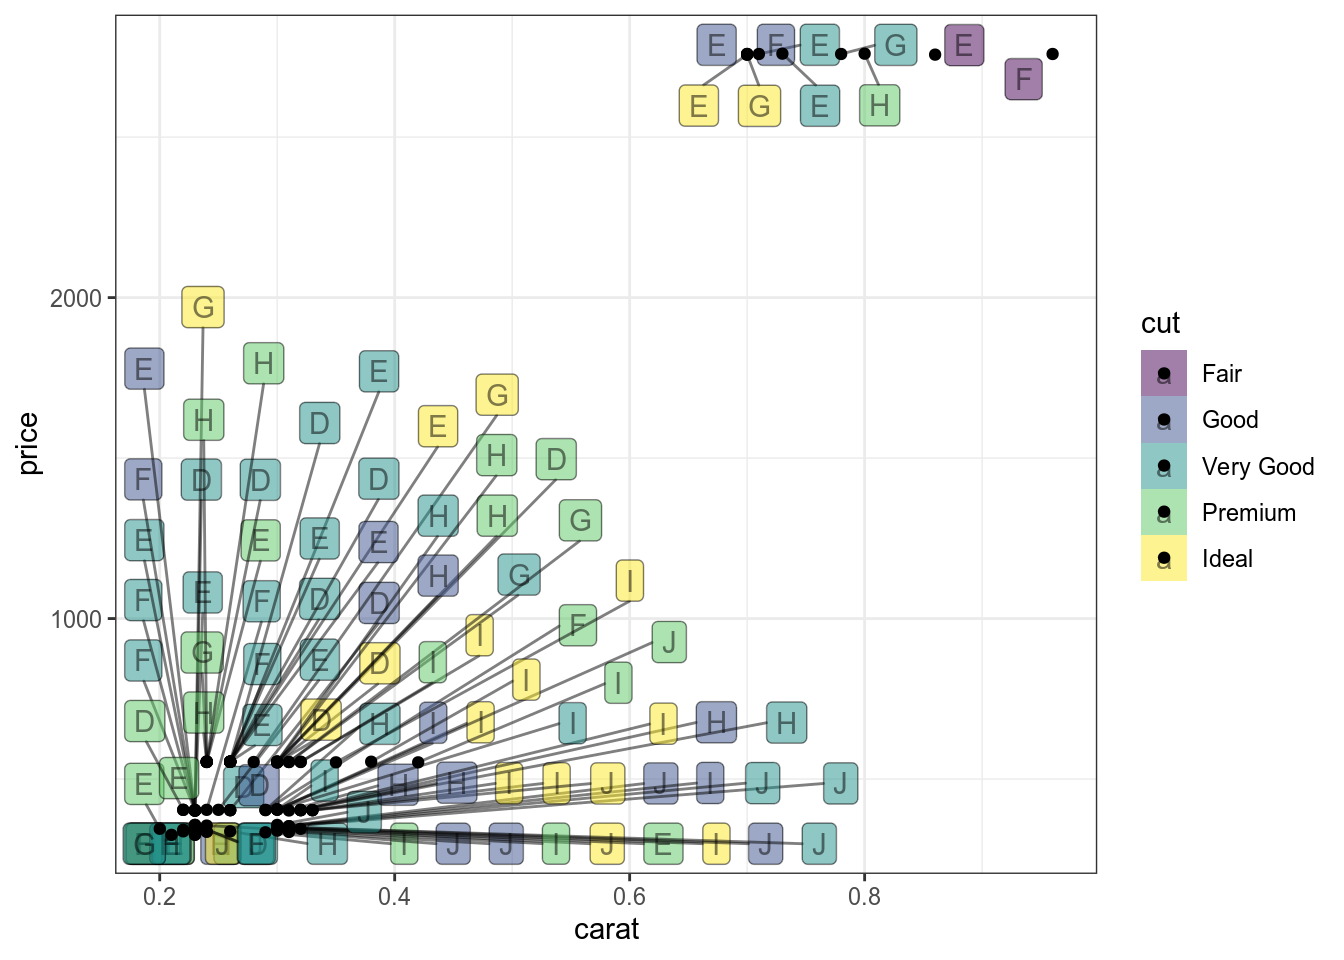 E F E G E
F
E G E H
2000
G
E H E
H D E G
F D D D H D
E E E E H H G
F E F D D H G I
F G F E D I I F J
D H E D H I I I I I H H
E E D D I H H I I J J I J J
J
G H J F H I J J I J E I J J
1000
0.2 0.4 0.6 0.8
carat
price
cut
a Fair
a Good
a Very Good
a Premium
a Ideal